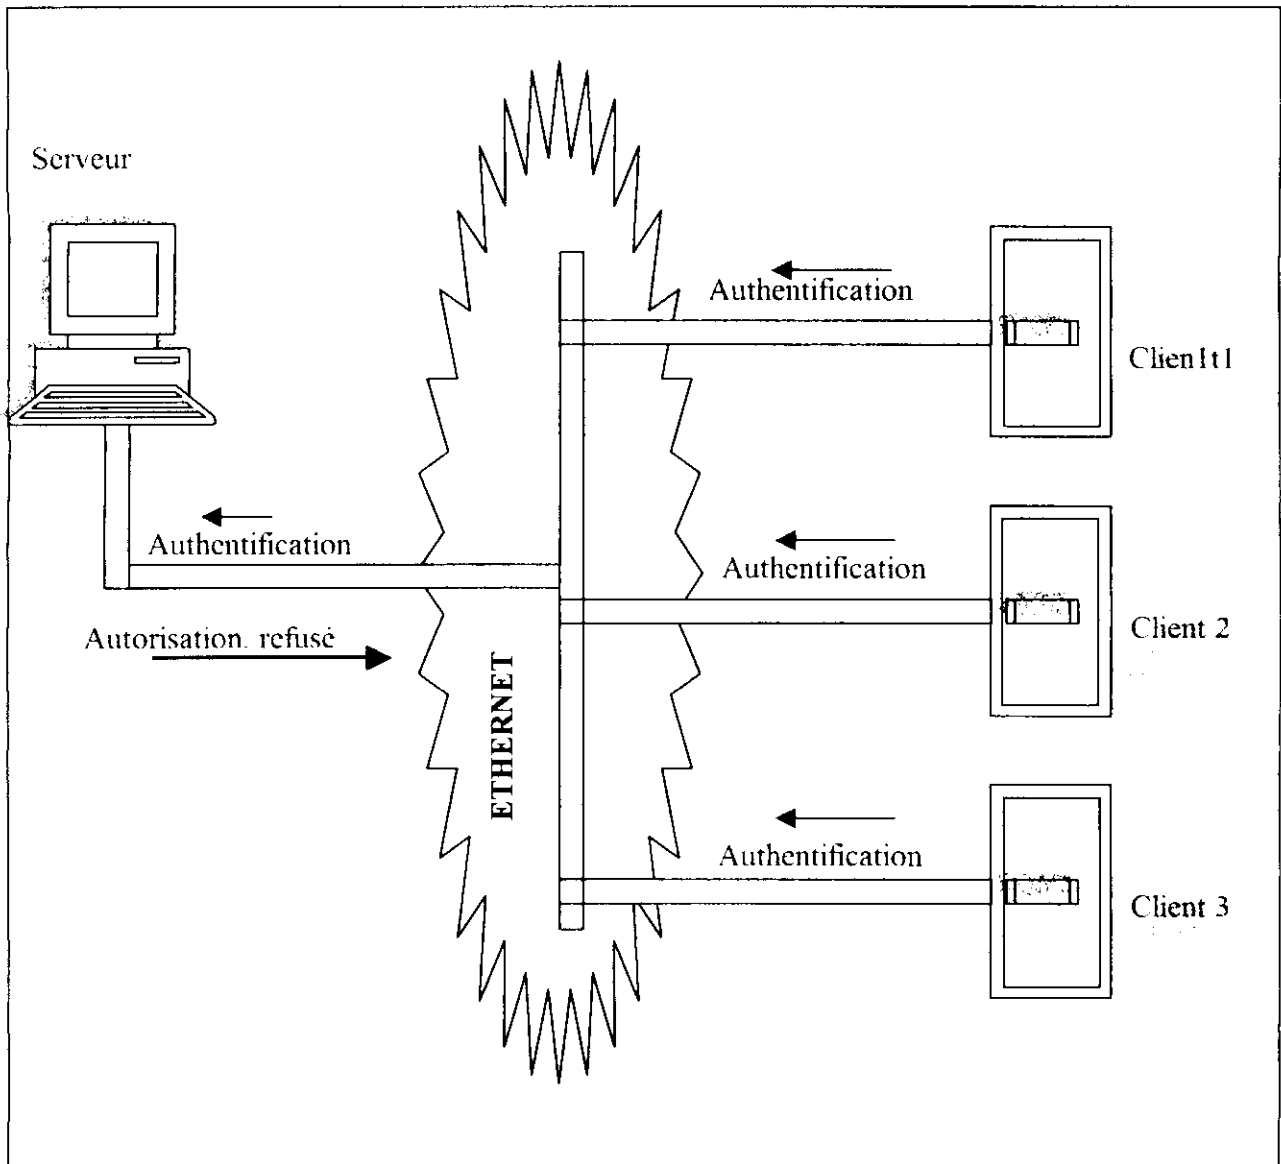 Serveur
Authentification
Clien1t1
Authentification
Authentification
Client 2
Autorisation. refusé
ETHERNET
Authentification
Client 3